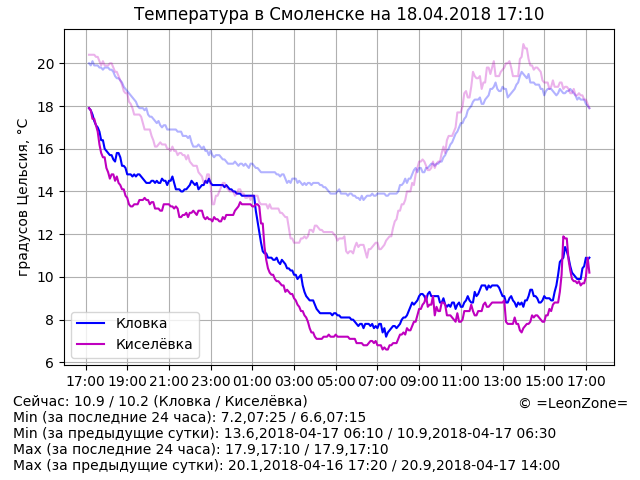 Температура в Смоленске на 18.04.2018 17:10
градусов Цельсия, °C
20
18
16
14
12
10
8
6
Кловка
Киселёвка
17:00 19:00 21:00 23:00 01:00 03:00 05:00 07:00 09:00 11:00 13:00 15:00 17:00
Сейчас: 10.9 / 10.2 (Кловка / Киселёвка)
© =LeonZone=
Min (за последние 24 часа): 7.2,07:25 / 6.6,07:15
Min (за предыдущие сутки): 13.6,2018-04-17 06:10 / 10.9,2018-04-17 06:30
Max (за последние 24 часа): 17.9,17:10 / 17.9,17:10
Max (за предыдущие сутки): 20.1,2018-04-16 17:20 / 20.9,2018-04-17 14:00